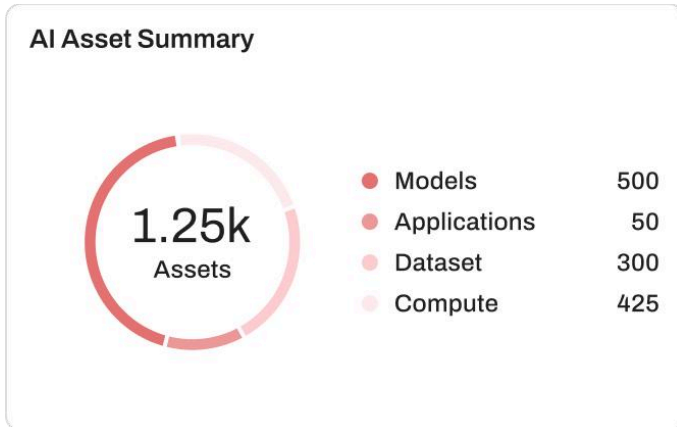 AI Asset Summary
1.25k
Assets
Models 500
Applications 50
Dataset 300
Compute 425